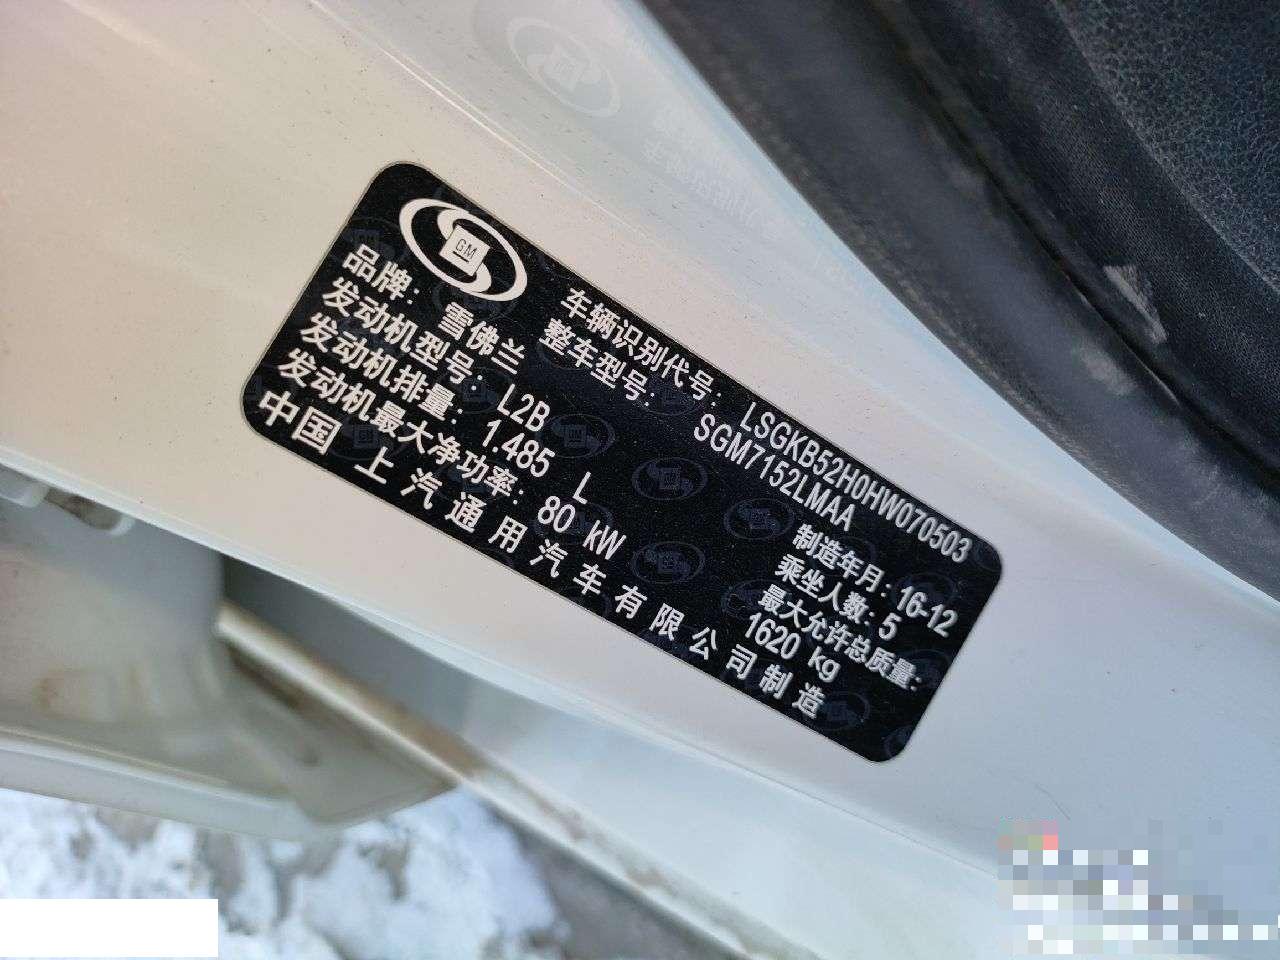 GM
车辆识别代号: LSGKB52H0HW070503
品牌: 雪佛兰 整车型号: SGM7152LMAA
发动机型号: L2B 制造年月: 16-12
发动机排量: 1.485 L 乘坐人数: 5
发动机最大净功率: 80 kW 最大允许总质量:
1620 kg
中国 上汽通用汽车有限公司制造